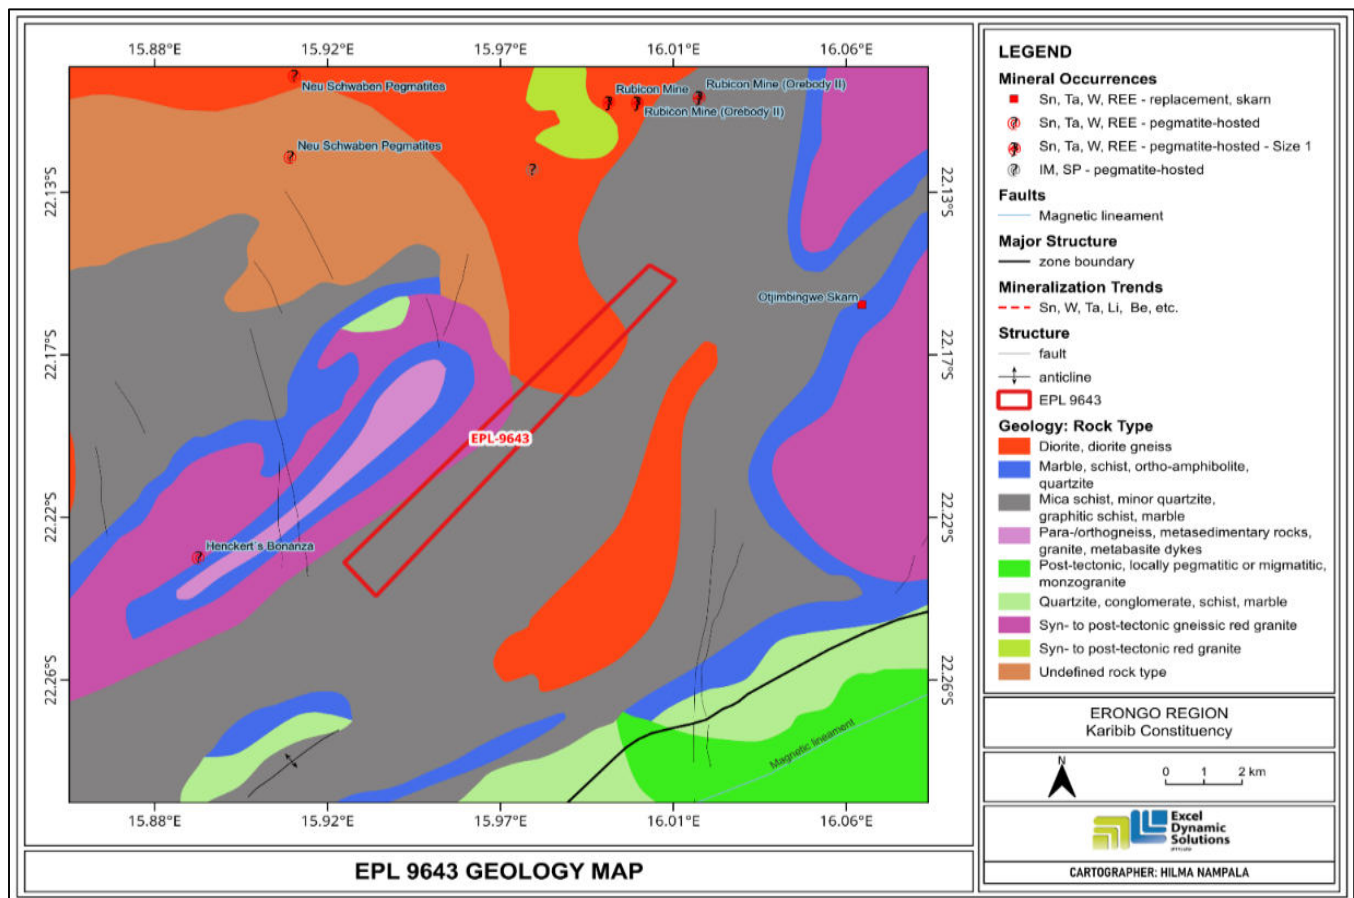 15.88°E 15.92°E 15.97°E 16.01°E 16.06°E
22.13°S
22.17°S
22.22°S
22.26°S
22.13°S
22.17°S
22.22°S
22.26°S
15.88°E 15.92°E 15.97°E 16.01°E 16.06°E
Neu Schwaben Pegmatites
Neu Schwaben Pegmatites
Rubicon Mine
Rubicon Mine (Orebody II)
Rubicon Mine (Orebody II)
Otjimbingwe Skarn
EPL-9643
Henckert´s Bonanza
Magnetic lineament
EPL 9643 GEOLOGY MAP
LEGEND
Mineral Occurrences
Sn, Ta, W, REE - replacement, skarn
Sn, Ta, W, REE - pegmatite-hosted
Sn, Ta, W, REE - pegmatite-hosted - Size 1
IM, SP - pegmatite-hosted
Faults
Magnetic lineament
Major Structure
zone boundary
Mineralization Trends
Sn, W, Ta, Li, Be, etc.
Structure
fault
anticline
EPL 9643
Geology: Rock Type
Diorite, diorite gneiss
Marble, schist, ortho-amphibolite,
quartzite
Mica schist, minor quartzite,
graphitic schist, marble
Para-/orthogneiss, metasedimentary rocks,
granite, metabasite dykes
Post-tectonic, locally pegmatitic or migmatitic,
monzogranite
Quartzite, conglomerate, schist, marble
Syn- to post-tectonic gneissic red granite
Syn- to post-tectonic red granite
Undefined rock type
ERONGO REGION
Karibib Constituency
N
0 1 2 km
Excel
Dynamic
Solutions
CARTOGRAPHER: HILMA NAMPALA